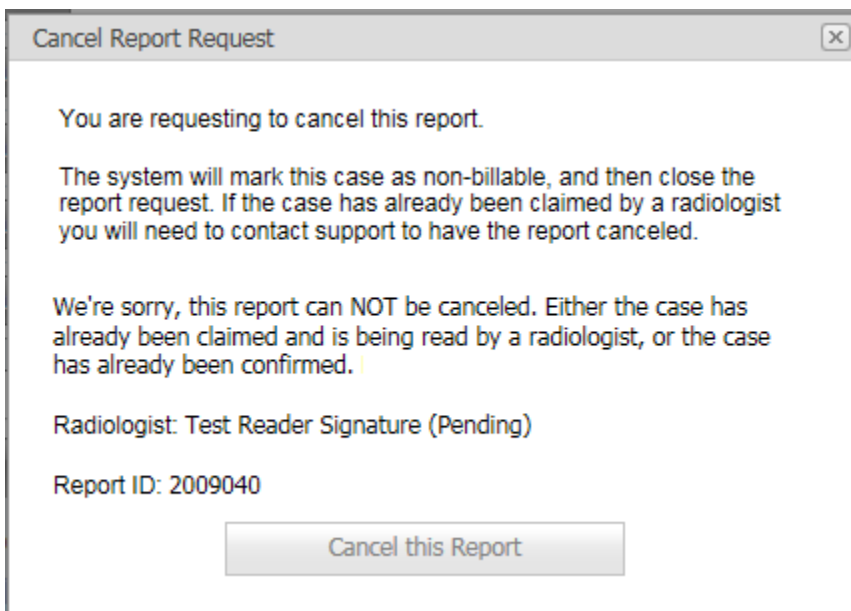 Cancel Report Request
You are requesting to cancel this report.
The system will mark this case as non-billable, and then close the
report request. If the case has already been claimed by a radiologist
you will need to contact support to have the report canceled.
We're sorry, this report can NOT be canceled. Either the case has
already been claimed and is being read by a radiologist, or the case
has already been confirmed.
Radiologist: Test Reader Signature (Pending)
Report ID: 2009040
Cancel this Report